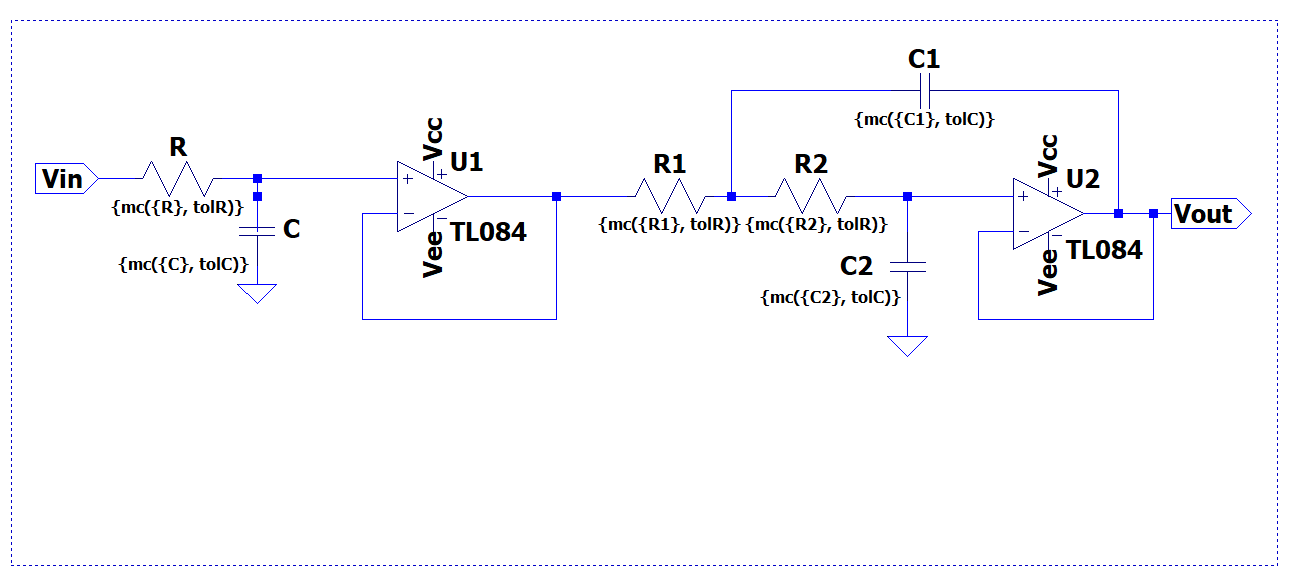 C1
{mc({C1}, tolC)}
Vin
R
{mc({R}, tolR)}
C
{mc({C}, tolC)}
Vcc
+
U1
+
−
−
Vee
TL084
R1
{mc({R1}, tolR)}
R2
{mc({R2}, tolR)}
C2
{mc({C2}, tolC)}
Vcc
+
U2
+
−
−
Vee
TL084
Vout